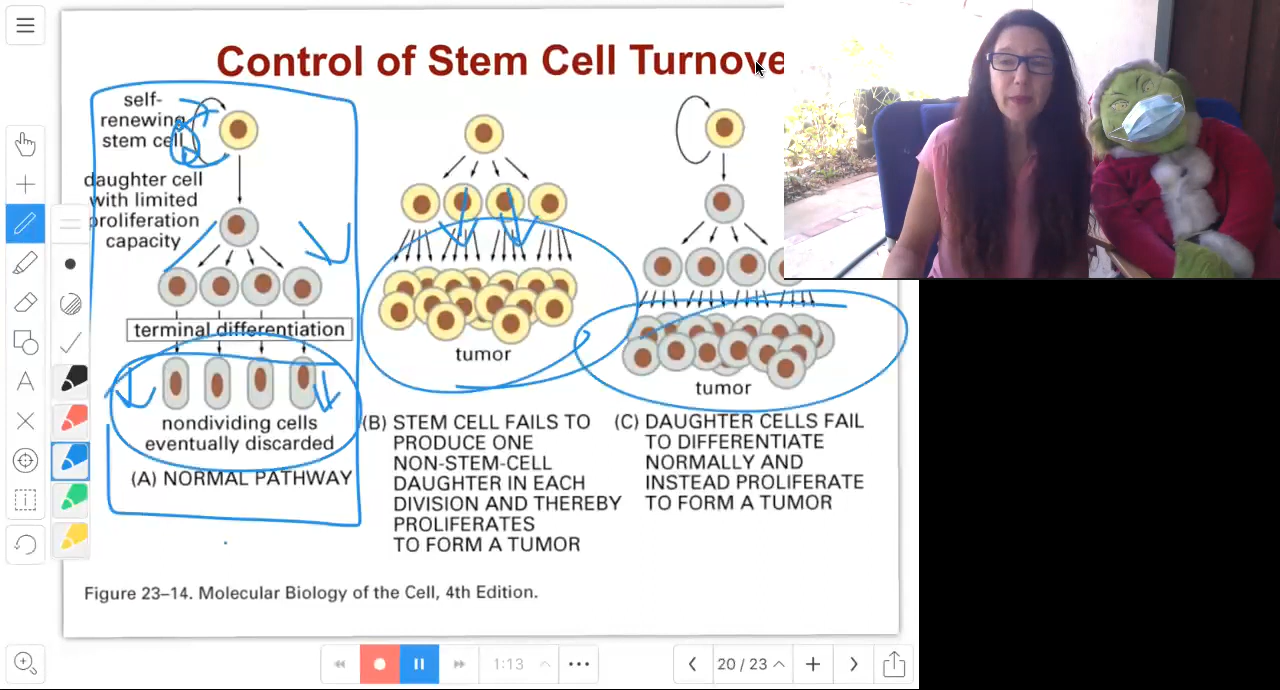 Control of Stem Cell Turnove
self-
renewing
stem cell
daughter cell
with limited
proliferation
capacity
terminal differentiation
nondividing cells
eventually discarded
(A) NORMAL PATHWAY
tumor
(B) STEM CELL FAILS TO
PRODUCE ONE
NON-STEM-CELL
DAUGHTER IN EACH
DIVISION AND THEREBY
PROLIFERATES
TO FORM A TUMOR
tumor
(C) DAUGHTER CELLS FAIL
TO DIFFERENTIATE
NORMALLY AND
INSTEAD PROLIFERATE
TO FORM A TUMOR
Figure 23–14. Molecular Biology of the Cell, 4th Edition.
A
1:13
20 / 23